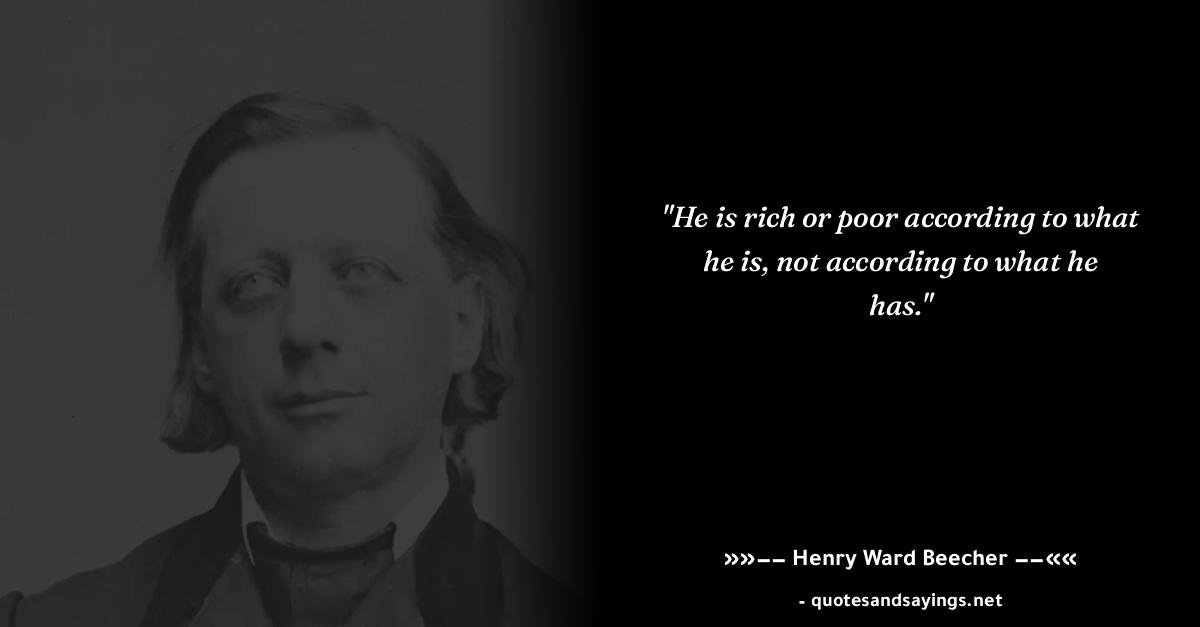 "He is rich or poor according to what
he is, not according to what he
has."
»»−− Henry Ward Beecher −−««
- quotesandsayings.net